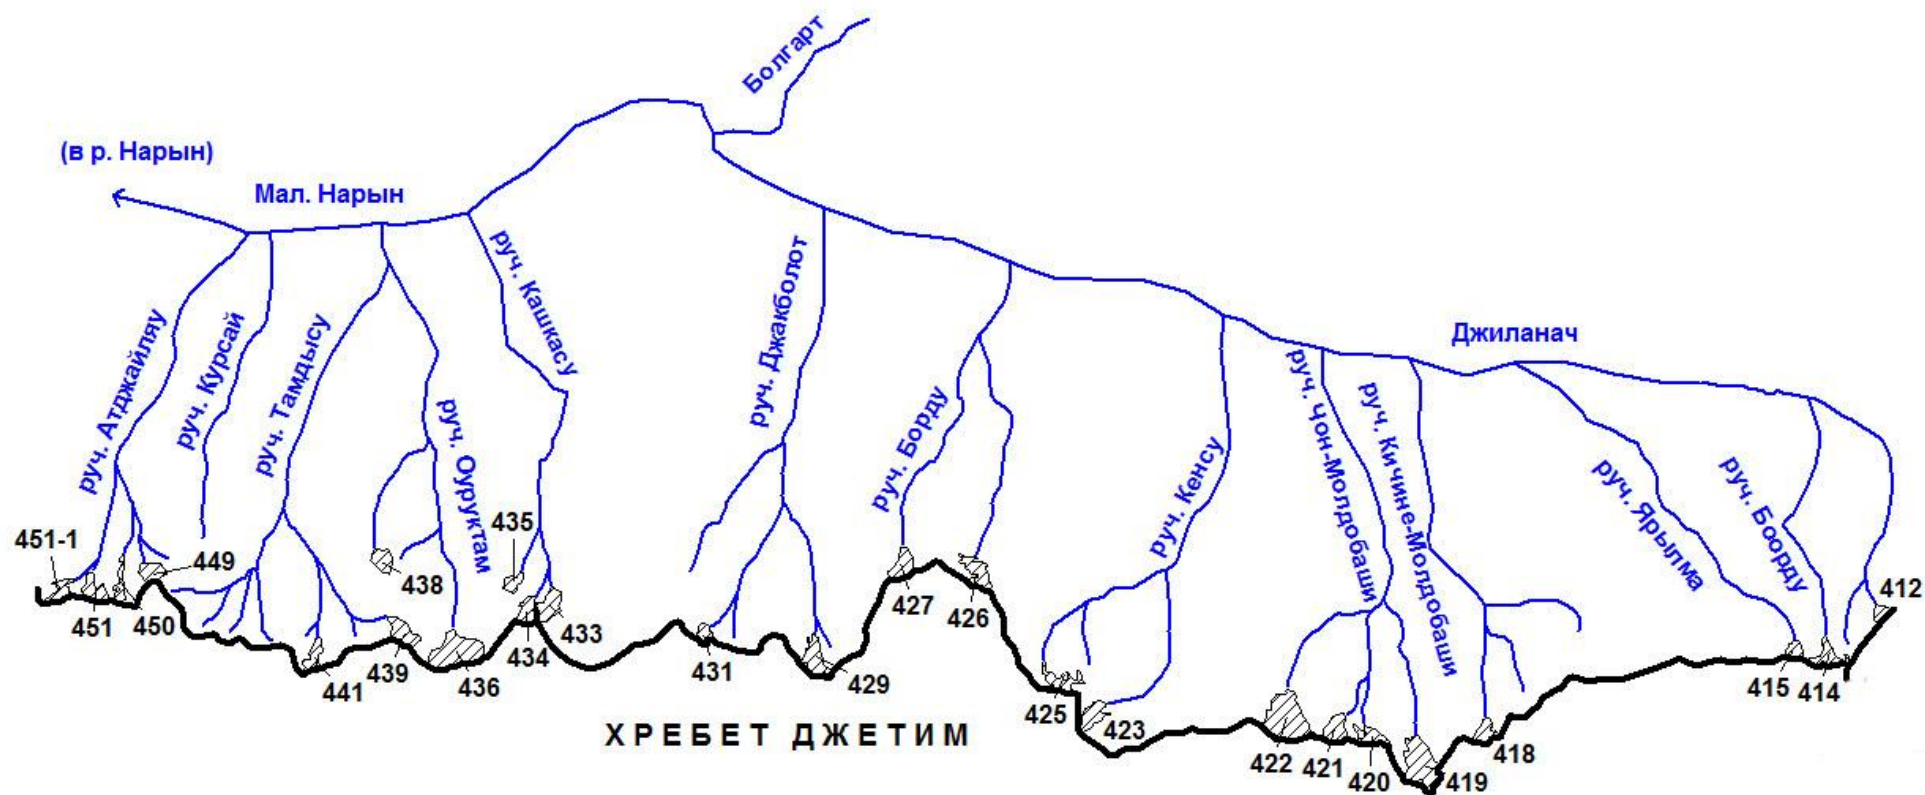 Болгарт
(в р. Нарын)
Мал. Нарын
руч. Атджайляу
руч. Курсай
руч. Тамдысу
руч. Оуруктам
руч. Кашкасу
руч. Джакболот
руч. Борду
руч. Кенсу
руч. Чон-Молдобаши
руч. Кичине-Молдобаши
Джиланач
руч. Ярылма
руч. Боорду
451-1
451
450
449
441
439
438
436
435
434
433
431
429
427
426
425
423
422
421
420
419
418
415
414
412
ХРЕБЕТ ДЖЕТИМ